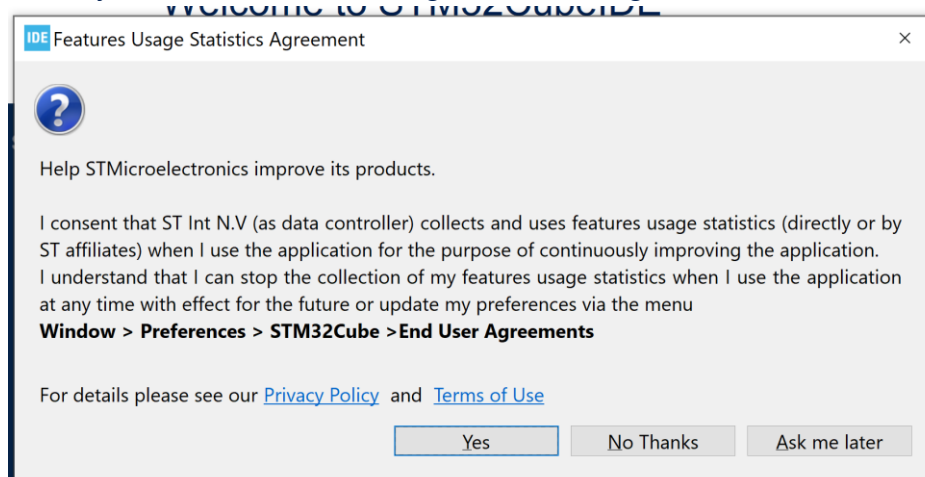 Welcome to STM32CubeIDE
IDE Features Usage Statistics Agreement
Help STMicroelectronics improve its products.
I consent that ST Int N.V (as data controller) collects and uses features usage statistics (directly or by
ST affiliates) when I use the application for the purpose of continuously improving the application.
I understand that I can stop the collection of my features usage statistics when I use the application
at any time with effect for the future or update my preferences via the menu
Window > Preferences > STM32Cube >End User Agreements
For details please see our Privacy Policy and Terms of Use
Yes No Thanks Ask me later